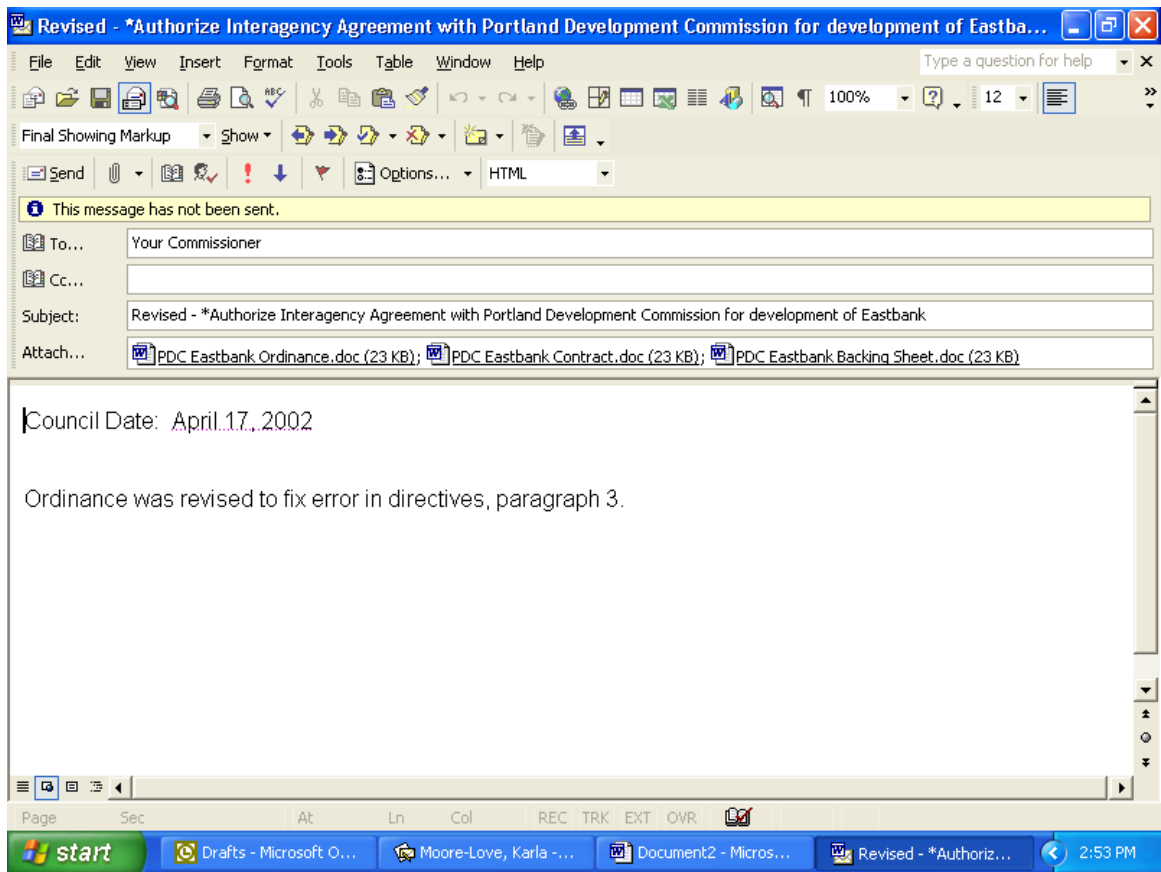 Revised - *Authorize Interagency Agreement with Portland Development Commission for development of Eastba...
File Edit View Insert Format Tools Table Window Help Type a question for help
100% 12
Final Showing Markup Show
Send Options... HTML
This message has not been sent.
To... Your Commissioner
Cc...
Subject: Revised - *Authorize Interagency Agreement with Portland Development Commission for development of Eastbank
Attach... PDC Eastbank Ordinance.doc (23 KB); PDC Eastbank Contract.doc (23 KB); PDC Eastbank Backing Sheet.doc (23 KB)
Council Date: April 17, 2002
Ordinance was revised to fix error in directives, paragraph 3.
Page Sec At Ln Col REC TRK EXT OVR
start Drafts - Microsoft O... Moore-Love, Karla -... Document2 - Micros... Revised - *Authoriz... 2:53 PM